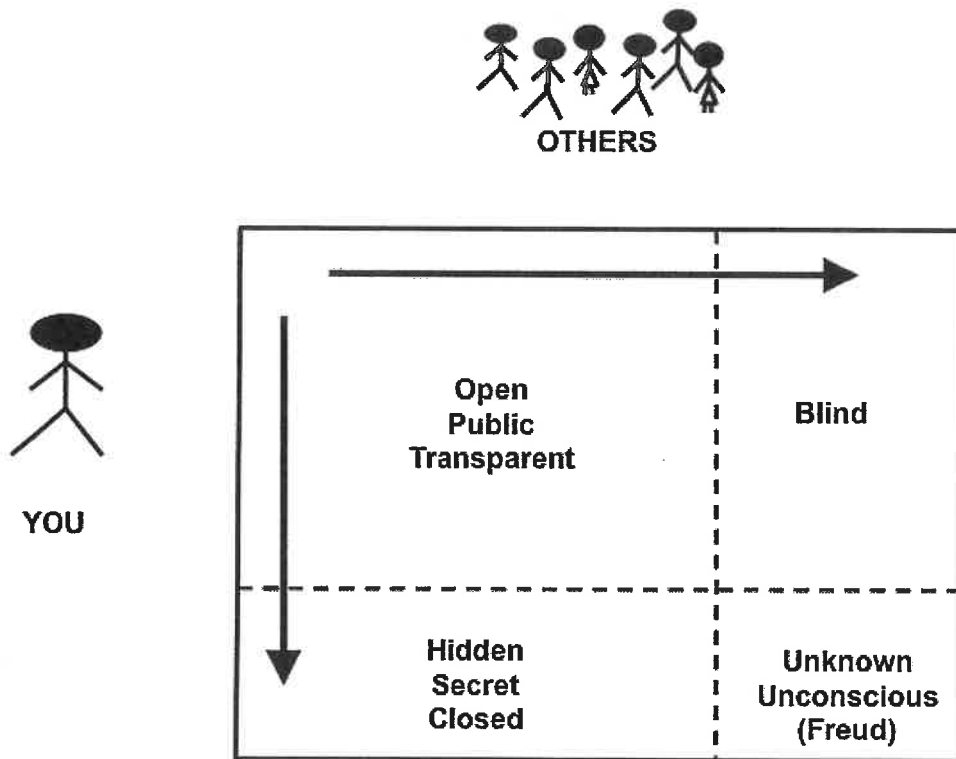 OTHERS
YOU
Open
Public
Transparent
Blind
Hidden
Secret
Closed
Unknown
Unconscious
(Freud)